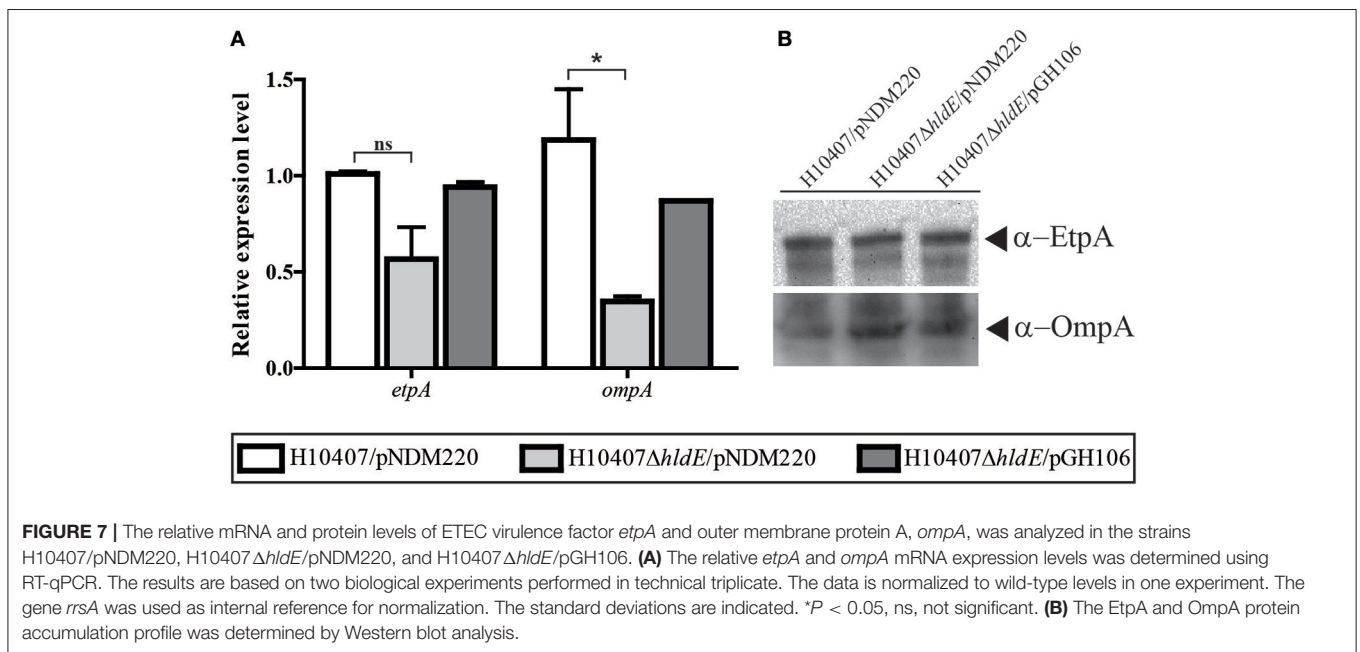 A
B
*
1.5
ns
1.0
0.5
0.0
Relative expression level
etpA
ompA
H10407/pNDM220
H10407ΔhldE/pNDM220
H10407ΔhldE/pGH106
α–EtpA
α–OmpA
H10407/pNDM220 H10407ΔhldE/pNDM220 H10407ΔhldE/pGH106
FIGURE 7 | The relative mRNA and protein levels of ETEC virulence factor etpA and outer membrane protein A, ompA, was analyzed in the strains
H10407/pNDM220, H10407ΔhldE/pNDM220, and H10407ΔhldE/pGH106. (A) The relative etpA and ompA mRNA expression levels was determined using
RT-qPCR. The results are based on two biological experiments performed in technical triplicate. The data is normalized to wild-type levels in one experiment. The
gene rrsA was used as internal reference for normalization. The standard deviations are indicated. *P < 0.05, ns, not significant. (B) The EtpA and OmpA protein
accumulation profile was determined by Western blot analysis.